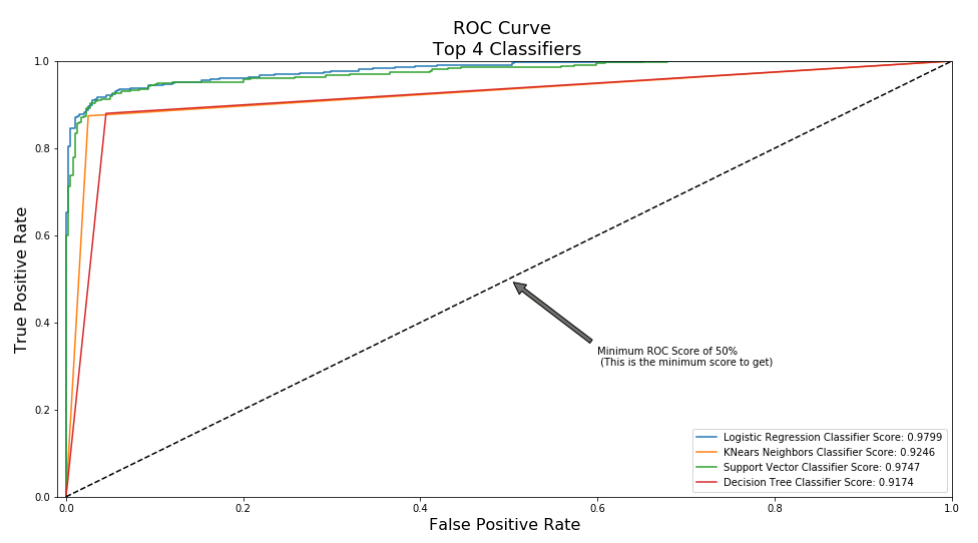 ROC Curve
Top 4 Classifiers
1.0
0.8
0.6
0.4
0.2
0.0
True Positive Rate
Minimum ROC Score of 50%
(This is the minimum score to get)
Logistic Regression Classifier Score: 0.9799
KNears Neighbors Classifier Score: 0.9246
Support Vector Classifier Score: 0.9747
Decision Tree Classifier Score: 0.9174
0.0 0.2 0.4 0.6 0.8 1.0
False Positive Rate